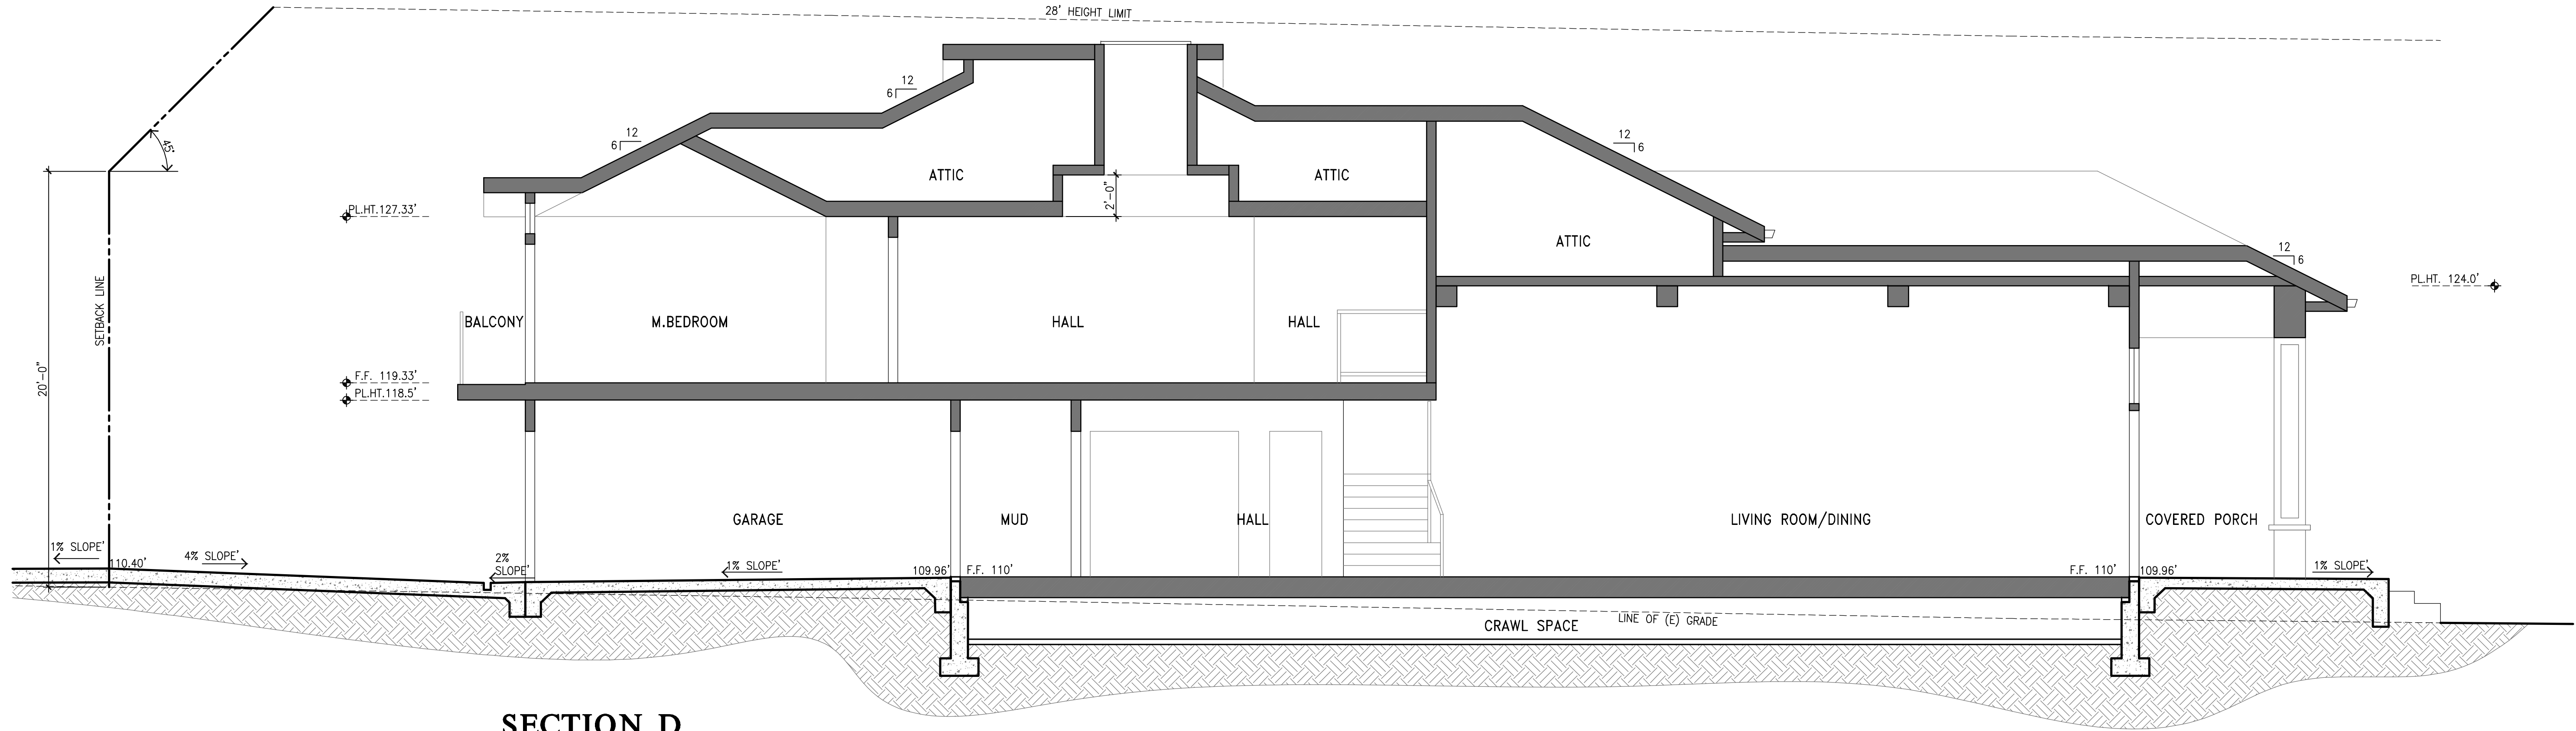 28' HEIGHT LIMIT
12
6
12
6
45°
12
6
ATTIC
ATTIC
2'-0"
PL.HT.127.33'
ATTIC
12
6
PL.HT. 124.0'
SETBACK LINE
20'-0"
BALCONY
M.BEDROOM
HALL
HALL
F.F. 119.33'
PL.HT.118.5'
GARAGE
MUD
HALL
LIVING ROOM/DINING
COVERED PORCH
1% SLOPE'
110.40'
4% SLOPE'
2%
SLOPE'
1% SLOPE'
109.96'
F.F. 110'
F.F. 110'
109.96'
1% SLOPE'
LINE OF (E) GRADE
CRAWL SPACE
SECTION D